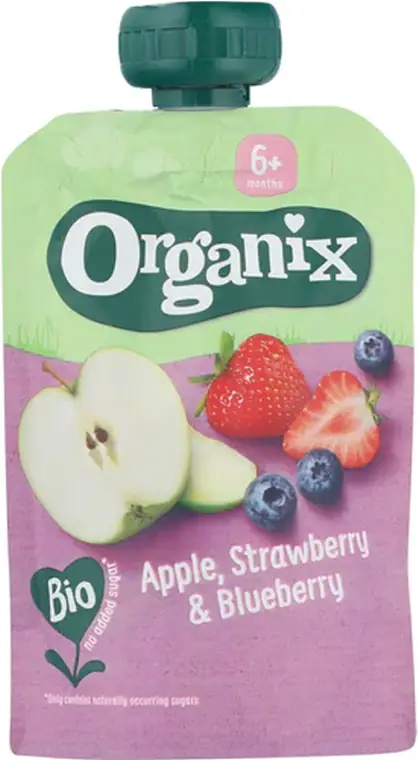 6+
months
Organix
Apple, Strawberry
& Blueberry
Bio
no added sugar*
*Only contains naturally occurring sugars